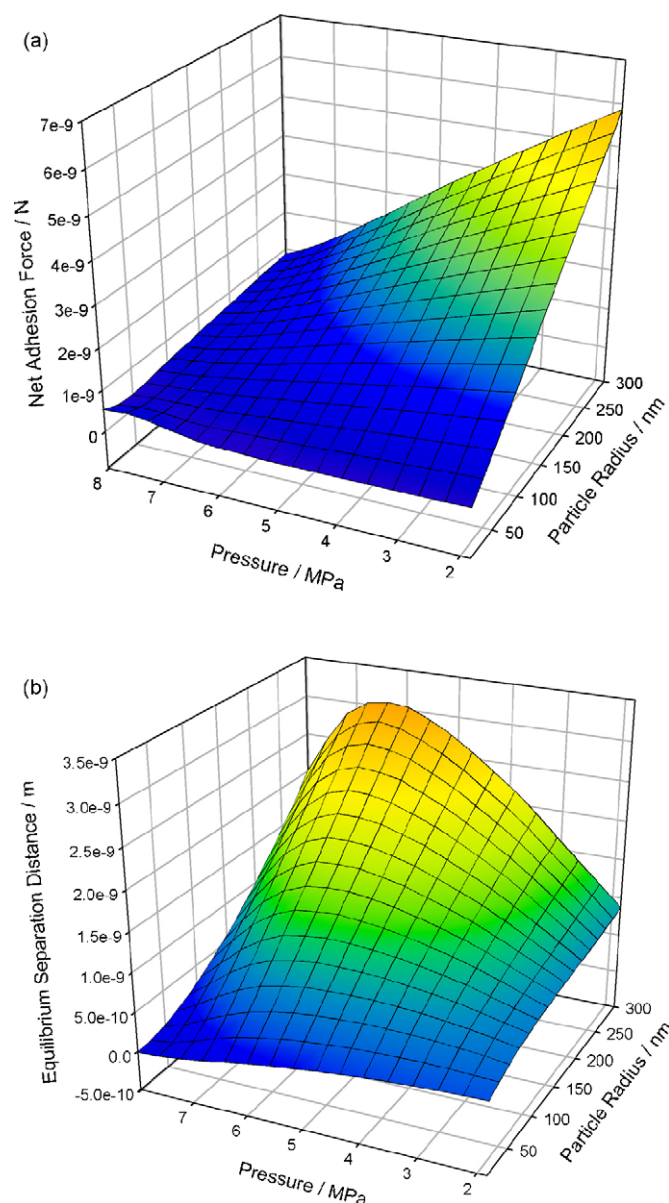 (a)
7e-9
6e-9
5e-9
4e-9
3e-9
2e-9
1e-9
0
Net Adhesion Force / N
8
7
6
5
4
3
2
Pressure / MPa
50
100
150
200
250
300
Particle Radius / nm
(b)
3.5e-9
3.0e-9
2.5e-9
2.0e-9
1.5e-9
1.0e-9
5.0e-10
0.0
-5.0e-10
Equilibrium Separation Distance / m
7
6
5
4
3
2
Pressure / MPa
50
100
150
200
250
300
Particle Radius / nm